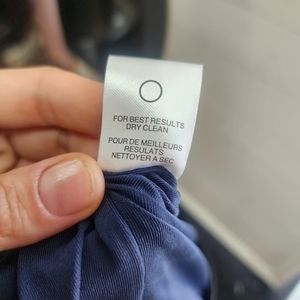 FOR BEST RESULTS
DRY CLEAN
POUR DE MEILLEURS
RESULATS
NETTOYER A SEC